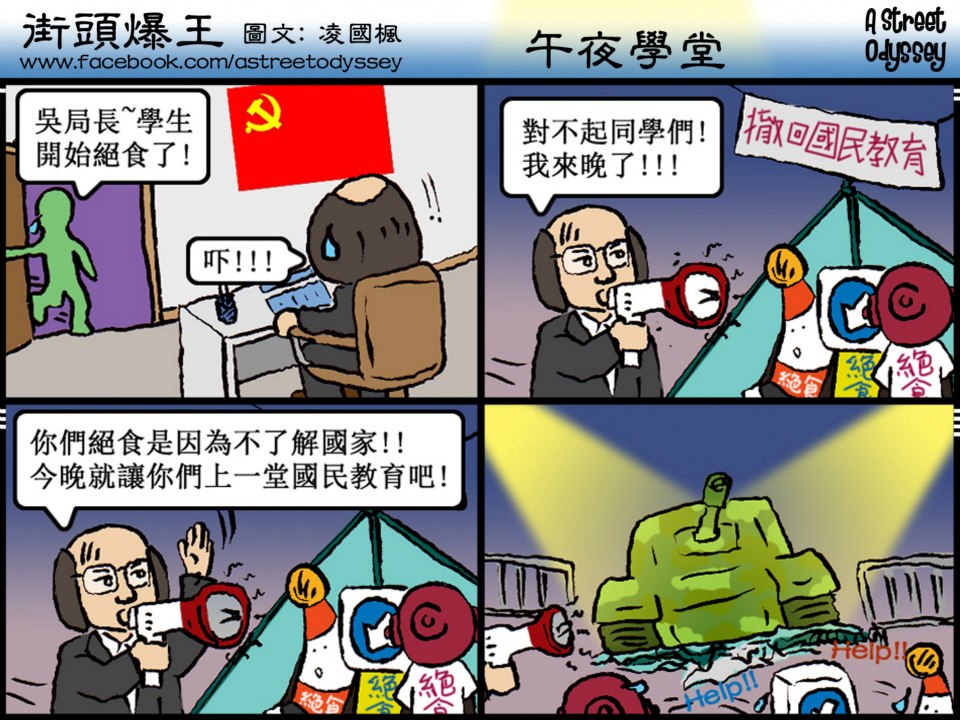 街頭爆王 圖文: 凌國楓
www.facebook.com/astreetodyssey
午夜學堂
A Street
Odyssey
吳局長~學生
開始絕食了!
吓!!!
對不起同學們!
我來晚了!!!
撤回國民教育
絕食
絕食
絕食
你們絕食是因為不了解國家!!
今晚就讓你們上一堂國民教育吧!
絕食
絕
絕
Help!!
Help!!